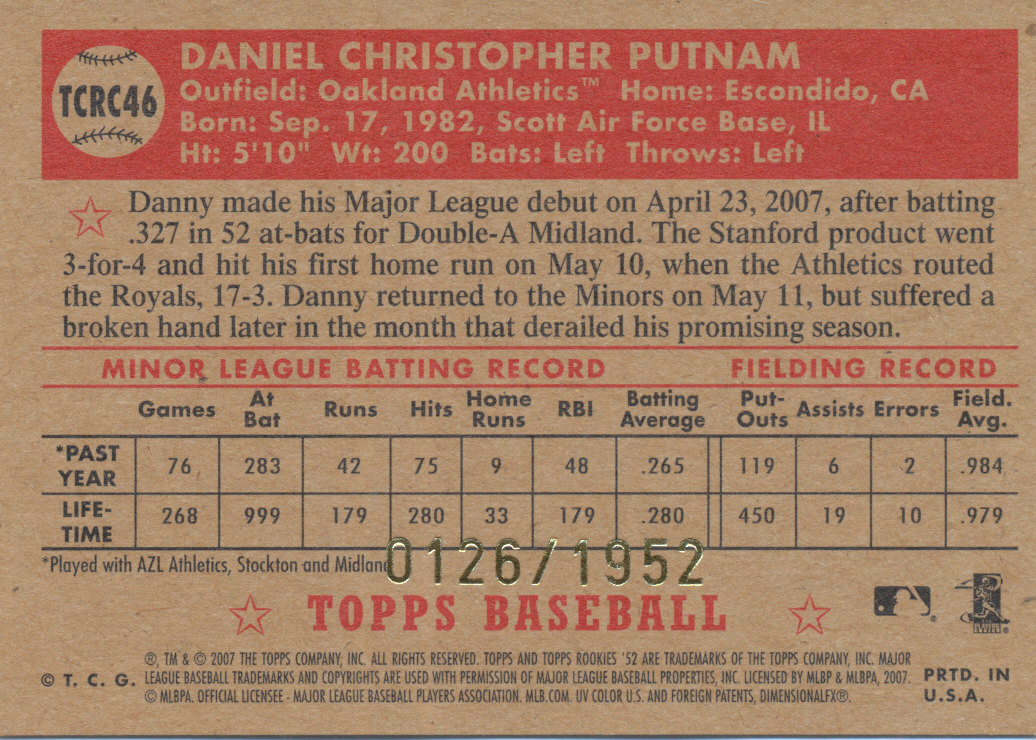 TCRC46
DANIEL CHRISTOPHER PUTNAM
Outfield: Oakland Athletics™ Home: Escondido, CA
Born: Sep. 17, 1982, Scott Air Force Base, IL
Ht: 5'10" Wt: 200 Bats: Left Throws: Left
Danny made his Major League debut on April 23, 2007, after batting
.327 in 52 at-bats for Double-A Midland. The Stanford product went
3-for-4 and hit his first home run on May 10, when the Athletics routed
the Royals, 17-3. Danny returned to the Minors on May 11, but suffered a
broken hand later in the month that derailed his promising season.
MINOR LEAGUE BATTING RECORD FIELDING RECORD
Games At Bat Runs Hits Home Runs RBI Batting Average Put-Outs Assists Errors Field. Avg.
*PAST YEAR 76 283 42 75 9 48 .265 119 6 2 .984
LIFE-TIME 268 999 179 280 33 179 .280 450 19 10 .979
*Played with AZL Athletics, Stockton and Midland
0126/1952
TOPPS BASEBALL
®, TM & © 2007 THE TOPPS COMPANY, INC. ALL RIGHTS RESERVED. TOPPS AND TOPPS ROOKIES '52 ARE TRADEMARKS OF THE TOPPS COMPANY, INC. MAJOR
© T. C. G. LEAGUE BASEBALL TRADEMARKS AND COPYRIGHTS ARE USED WITH PERMISSION OF MAJOR LEAGUE BASEBALL PROPERTIES, INC. LICENSED BY MLBP & MLBPA, 2007.
© MLBPA. OFFICIAL LICENSEE - MAJOR LEAGUE BASEBALL PLAYERS ASSOCIATION. MLB.COM. UV COLOR U.S. AND FOREIGN PATENTS, DIMENSIONALFX®.
PRTD. IN
U.S.A.